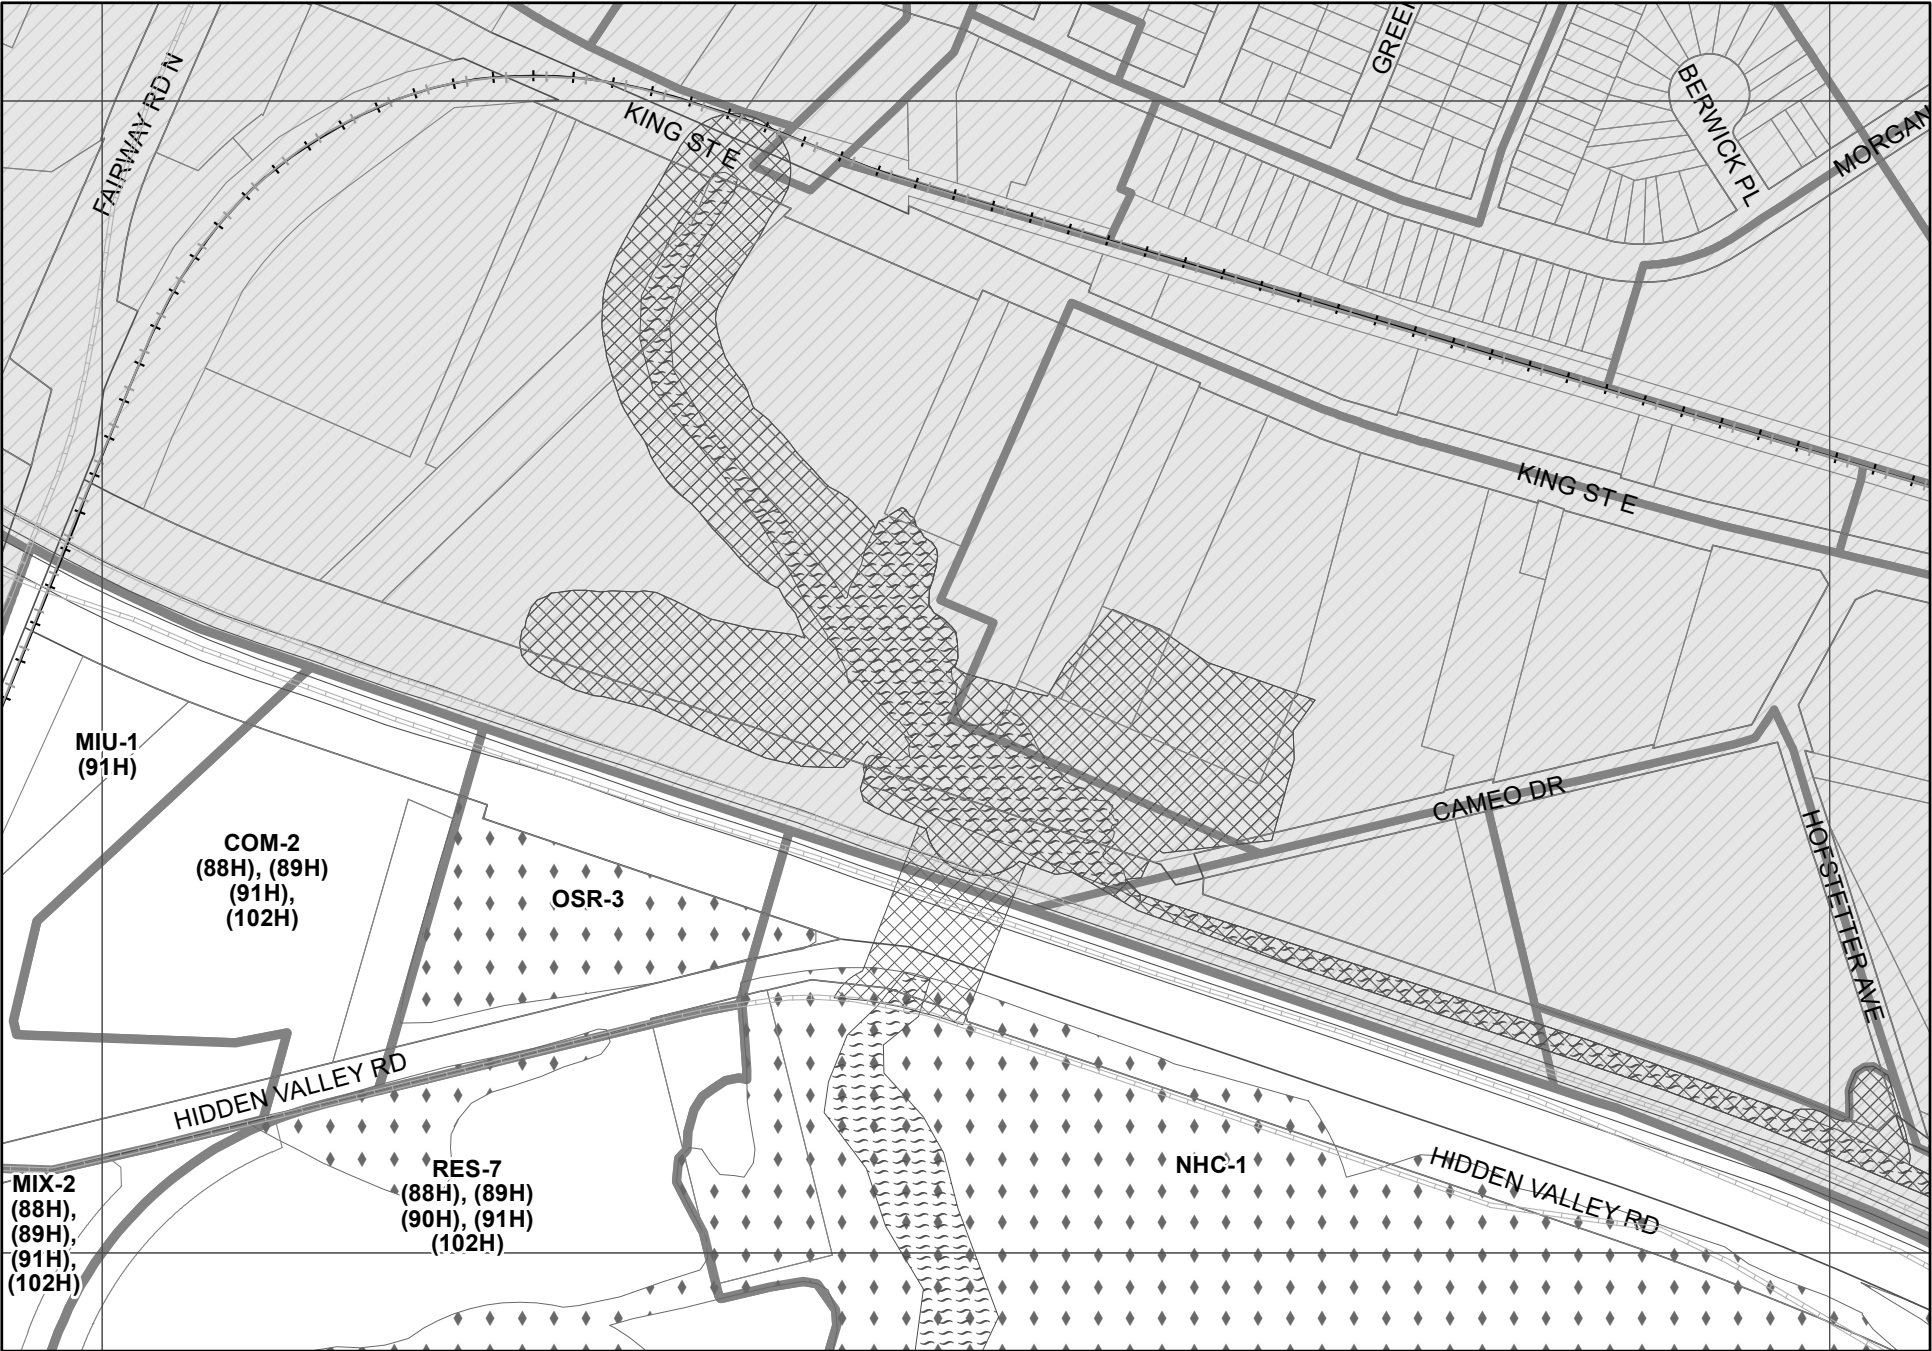 GREE
FAIRWAY RD N
KING ST E
BERWICK PL
MORGAN
KING ST E
MIU-1
(91H)
CAMEO DR
HOFSTETTER AVE
COM-2
(88H), (89H)
(91H),
(102H)
OSR-3
HIDDEN VALLEY RD
RES-7
(88H), (89H)
(90H), (91H)
(102H)
NHC-1
HIDDEN VALLEY RD
MIX-2
(88H),
(89H),
(91H),
(102H)